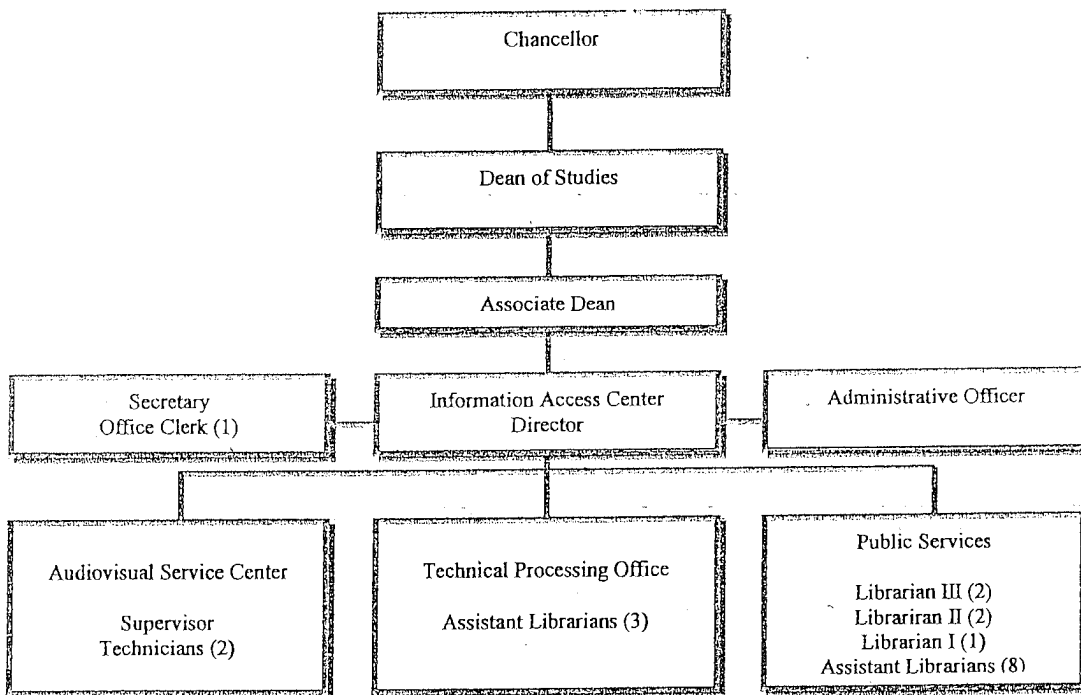 Chancellor
Dean of Studies
Associate Dean
Secretary
Office Clerk (1)
Information Access Center
Director
Administrative Officer
Audiovisual Service Center
Supervisor
Technicians (2)
Technical Processing Office
Assistant Librarians (3)
Public Services
Librarian III (2)
Librariran II (2)
Librarian I (1)
Assistant Librarians (8)